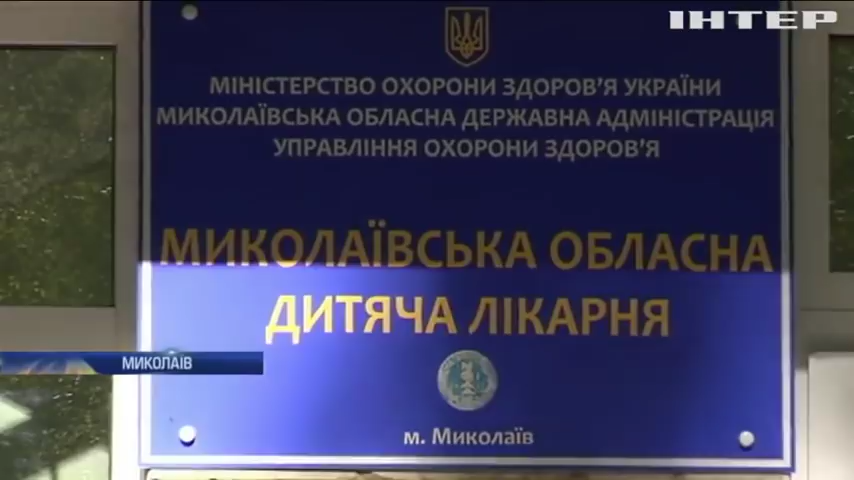 ІНТЕР
МІНІСТЕРСТВО ОХОРОНИ ЗДОРОВ'Я УКРАЇНИ
МИКОЛАЇВСЬКА ОБЛАСНА ДЕРЖАВНА АДМІНІСТРАЦІЯ
УПРАВЛІННЯ ОХОРОНИ ЗДОРОВ'Я
МИКОЛАЇВСЬКА ОБЛАСНА
ДИТЯЧА ЛІКАРНЯ
МИКОЛАЇВ
м. Миколаїв